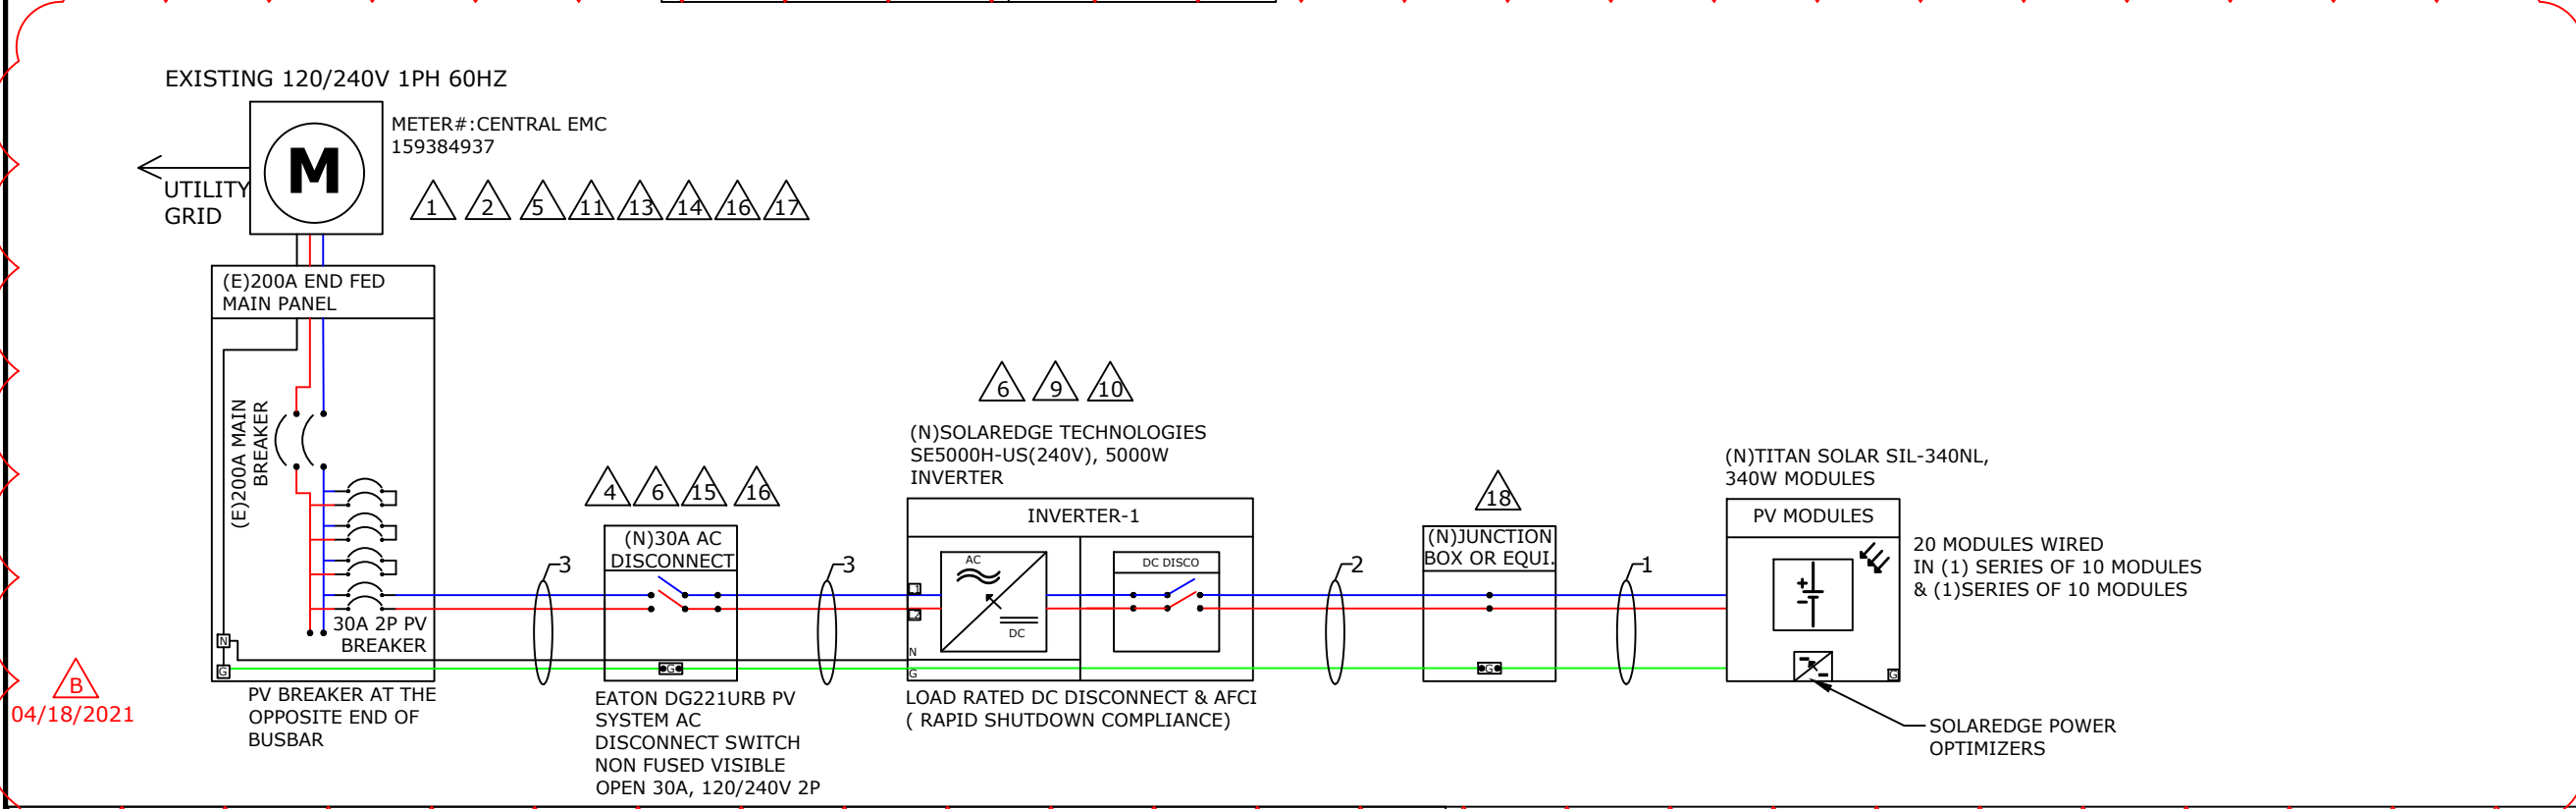 EXISTING 120/240V 1PH 60HZ
M
METER#:CENTRAL EMC
159384937
UTILITY
GRID
1 2 5 11 13 14 16 17
(E)200A END FED
MAIN PANEL
(E)200A MAIN
BREAKER
30A 2P PV
BREAKER
N
G
PV BREAKER AT THE
OPPOSITE END OF
BUSBAR
B
04/18/2021
3
4 6 15 16
(N)30A AC
DISCONNECT
G
EATON DG221URB PV
SYSTEM AC
DISCONNECT SWITCH
NON FUSED VISIBLE
OPEN 30A, 120/240V 2P
3
6 9 10
(N)SOLAREDGE TECHNOLOGIES
SE5000H-US(240V), 5000W
INVERTER
INVERTER-1
AC
DC
DC DISCO
L1
L2
N
G
LOAD RATED DC DISCONNECT & AFCI
( RAPID SHUTDOWN COMPLIANCE)
2
18
(N)JUNCTION
BOX OR EQUI.
G
1
(N)TITAN SOLAR SIL-340NL,
340W MODULES
PV MODULES
G
20 MODULES WIRED
IN (1) SERIES OF 10 MODULES
& (1)SERIES OF 10 MODULES
SOLAREDGE POWER
OPTIMIZERS